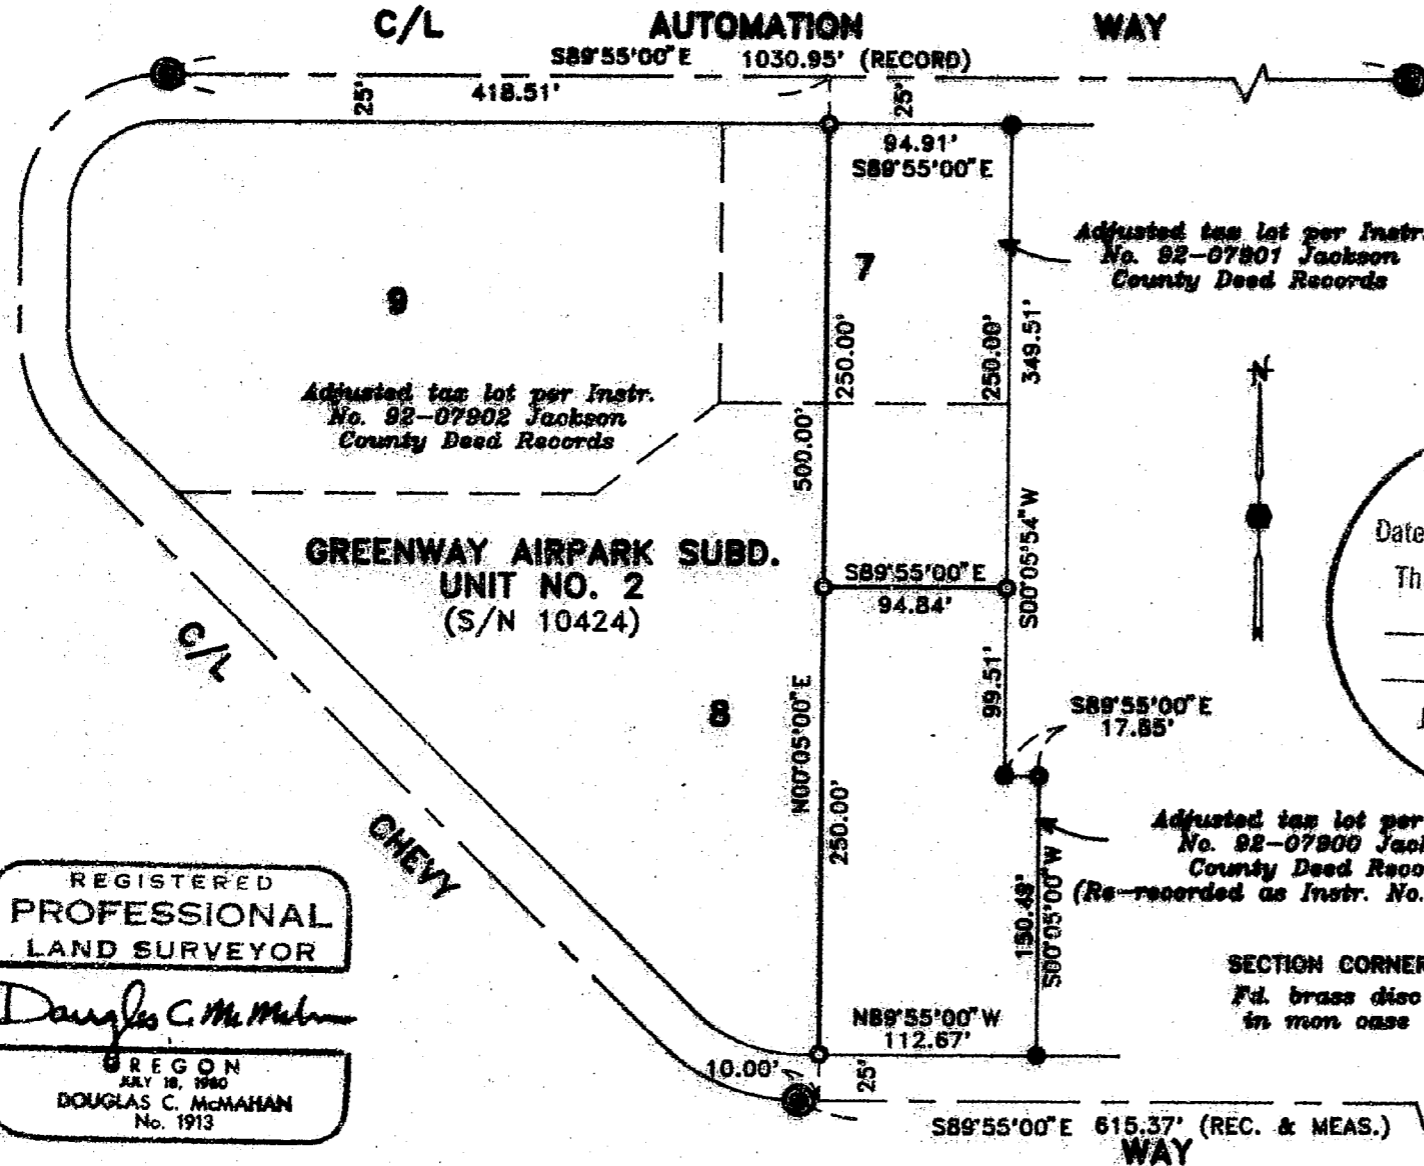 C/L AUTOMATION WAY
S89°55'00"E 1030.95' (RECORD)
418.51'
25'
25'
94.91'
S89°55'00"E
Adjusted tax lot per Instr.
No. 92-07901 Jackson
County Deed Records
7
9
250.00'
250.00'
349.51'
N
Adjusted tax lot per Instr.
No. 92-07902 Jackson
County Deed Records
500.00'
S00°05'54"W
Date
Th
GREENWAY AIRPARK SUBD.
UNIT NO. 2
(S/N 10424)
S89°55'00"E
94.84'
C/L
99.51'
S89°55'00"E
17.85'
8
N00°05'00"E
250.00'
CHEVY
Adjusted tax lot per
No. 92-07900 Jack
County Deed Reco
(Re-recorded as Instr. No.
150.49'
S00°05'00"W
REGISTERED
PROFESSIONAL
LAND SURVEYOR
Douglas C. McMahan
OREGON
JULY 18, 1980
DOUGLAS C. McMAHAN
No. 1913
SECTION CORNER
Fd. brass disc
in mon case
N89°55'00"W
112.67'
10.00'
25'
S89°55'00"E 615.37' (REC. & MEAS.)
WAY